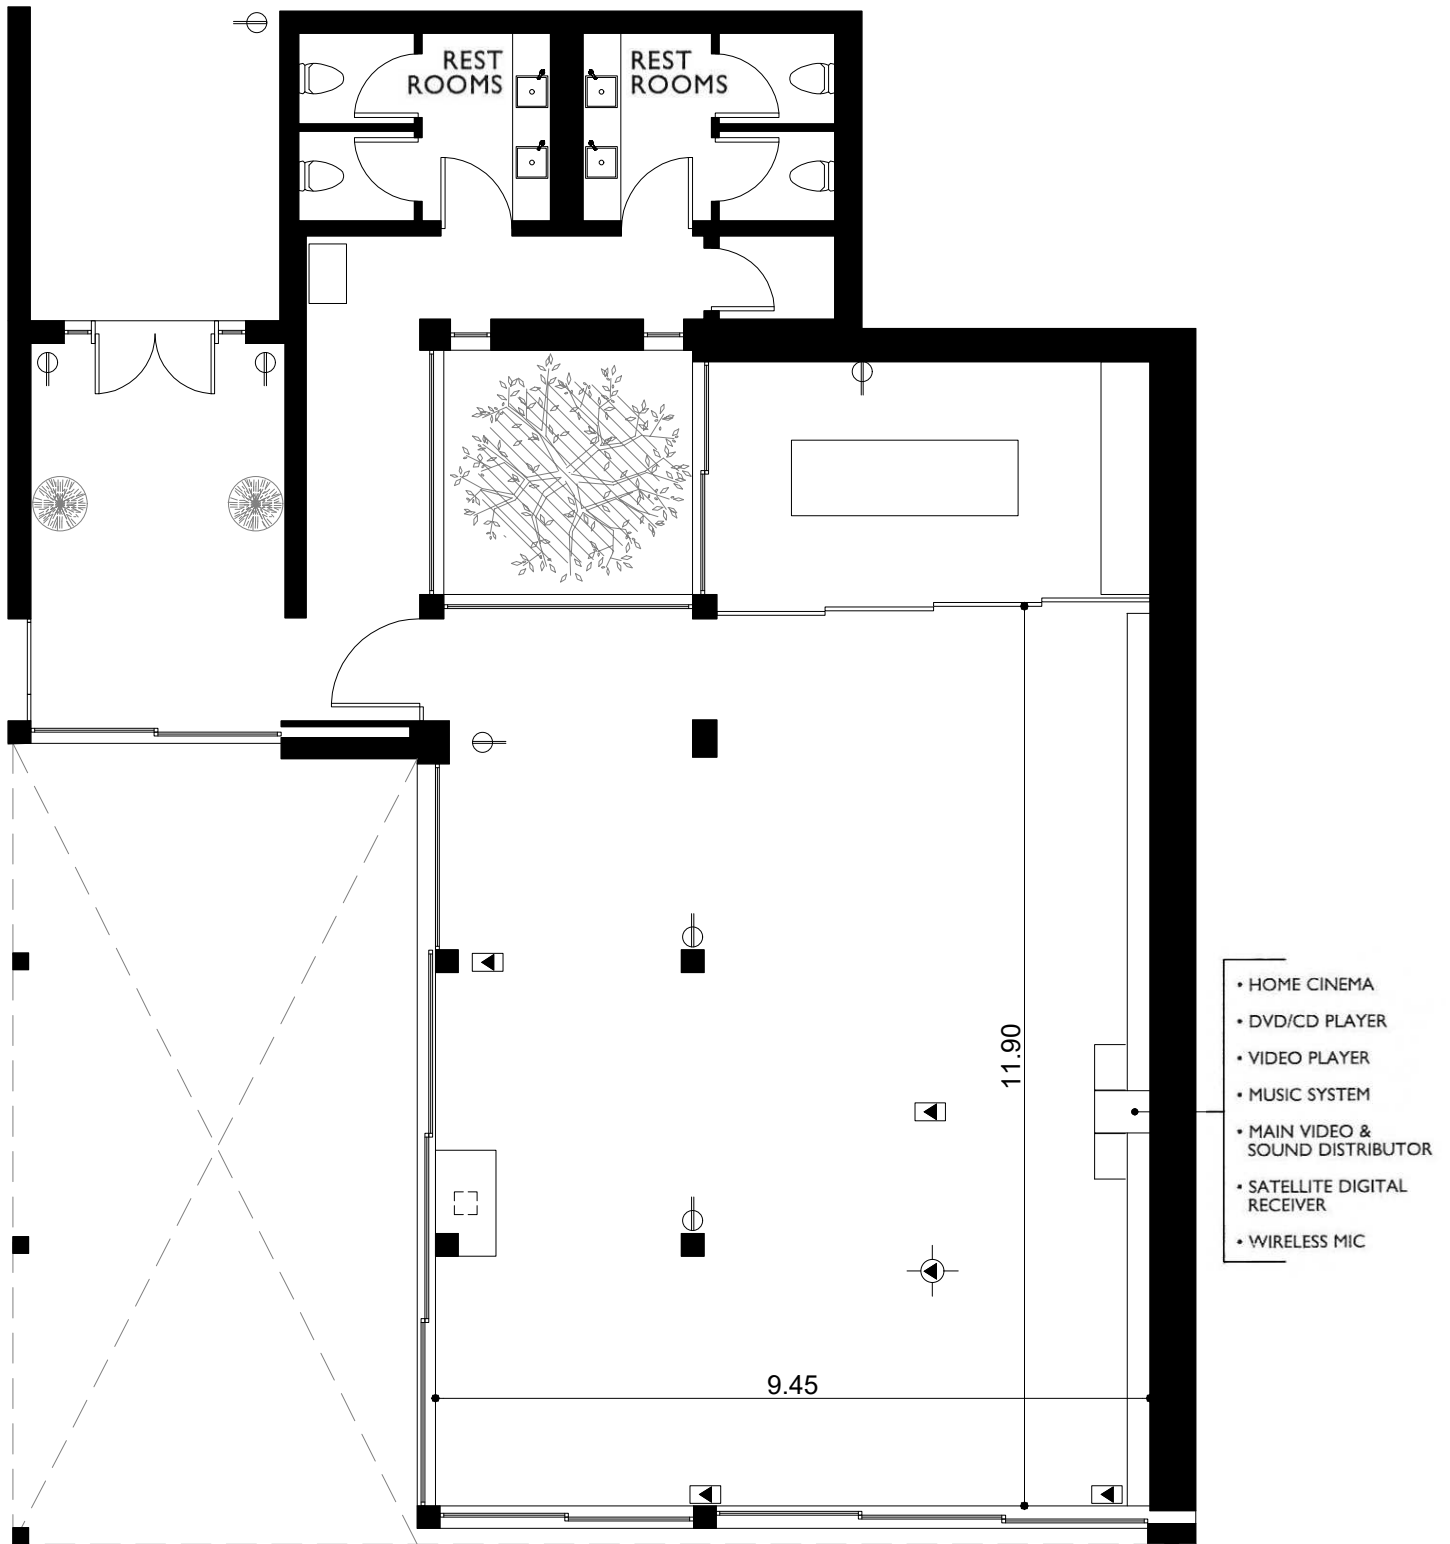 REST
ROOMS
REST
ROOMS
11.90
• HOME CINEMA
• DVD/CD PLAYER
• VIDEO PLAYER
• MUSIC SYSTEM
• MAIN VIDEO &
SOUND DISTRIBUTOR
• SATELLITE DIGITAL
RECEIVER
• WIRELESS MIC
9.45